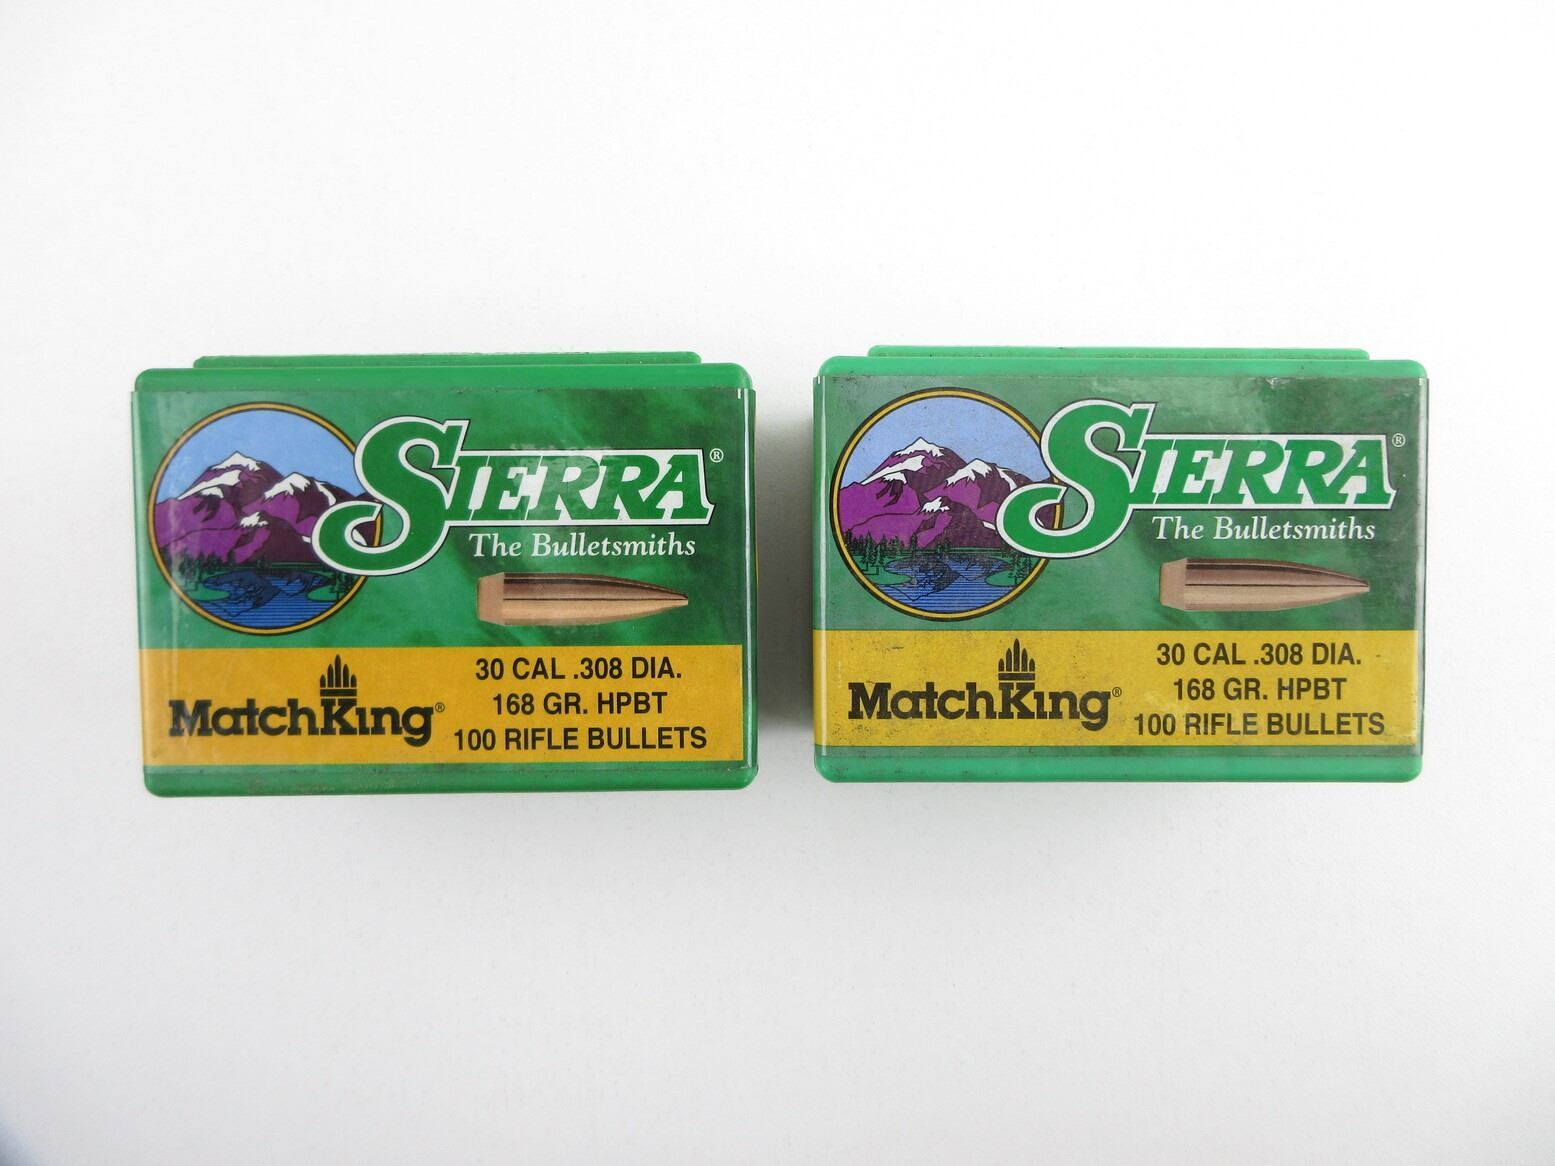 SIERRA®
The Bulletsmiths
MatchKing®
30 CAL .308 DIA.
168 GR. HPBT
100 RIFLE BULLETS
SIERRA®
The Bulletsmiths
MatchKing®
30 CAL .308 DIA.
168 GR. HPBT
100 RIFLE BULLETS